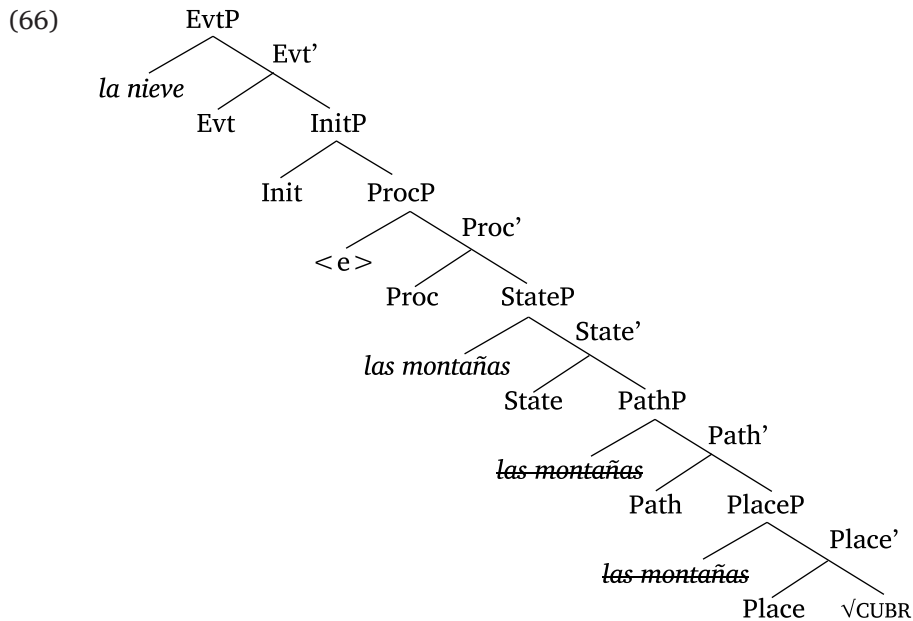 (66) EvtP
Evt’
la nieve
Evt InitP
Init ProcP
Proc’
<e>
Proc StateP
State’
las montañas
State PathP
Path’
las montañas
Path PlaceP
Place’
las montañas
Place √CUBR